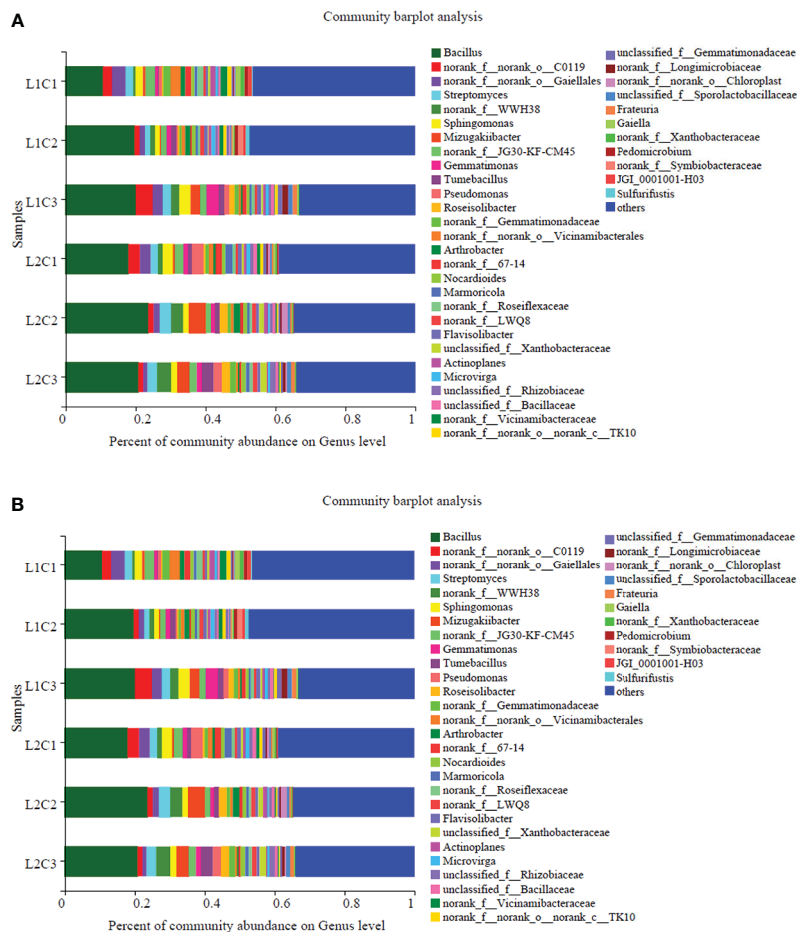 A
Community barplot analysis
Samples
L1C1
L1C2
L1C3
L2C1
L2C2
L2C3
0
0.2
0.4
0.6
0.8
1
Percent of community abundance on Genus level
Bacillus
norank_f__norank_o__C0119
norank_f__norank_o__Gaiellales
Streptomyces
norank_f__WWH38
Sphingomonas
Mizugakiibacter
norank_f__JG30-KF-CM45
Gemmatimonas
Tumebacillus
Pseudomonas
Roseisolibacter
norank_f__Gemmatimonadaceae
norank_f__norank_o__Vicinamibacterales
Arthrobacter
norank_f__67-14
Nocardioides
Marmoricola
norank_f__Roseiflexaceae
norank_f__LWQ8
Flavisolibacter
unclassified_f__Xanthobacteraceae
Actinoplanes
Microvirga
unclassified_f__Rhizobiaceae
unclassified_f__Bacillaceae
norank_f__Vicinamibacteraceae
norank_f__norank_o__norank_c__TK10
unclassified_f__Gemmatimonadaceae
norank_f__Longimicrobiaceae
norank_f__norank_o__Chloroplast
unclassified_f__Sporolactobacillaceae
Frateuria
Gaiella
norank_f__Xanthobacteraceae
Pedomicrobium
norank_f__Symbiobacteraceae
JGI_0001001-H03
Sulfurifustis
others
B
Community barplot analysis
Samples
L1C1
L1C2
L1C3
L2C1
L2C2
L2C3
0
0.2
0.4
0.6
0.8
1
Percent of community abundance on Genus level
Bacillus
norank_f__norank_o__C0119
norank_f__norank_o__Gaiellales
Streptomyces
norank_f__WWH38
Sphingomonas
Mizugakiibacter
norank_f__JG30-KF-CM45
Gemmatimonas
Tumebacillus
Pseudomonas
Roseisolibacter
norank_f__Gemmatimonadaceae
norank_f__norank_o__Vicinamibacterales
Arthrobacter
norank_f__67-14
Nocardioides
Marmoricola
norank_f__Roseiflexaceae
norank_f__LWQ8
Flavisolibacter
unclassified_f__Xanthobacteraceae
Actinoplanes
Microvirga
unclassified_f__Rhizobiaceae
unclassified_f__Bacillaceae
norank_f__Vicinamibacteraceae
norank_f__norank_o__norank_c__TK10
unclassified_f__Gemmatimonadaceae
norank_f__Longimicrobiaceae
norank_f__norank_o__Chloroplast
unclassified_f__Sporolactobacillaceae
Frateuria
Gaiella
norank_f__Xanthobacteraceae
Pedomicrobium
norank_f__Symbiobacteraceae
JGI_0001001-H03
Sulfurifustis
others